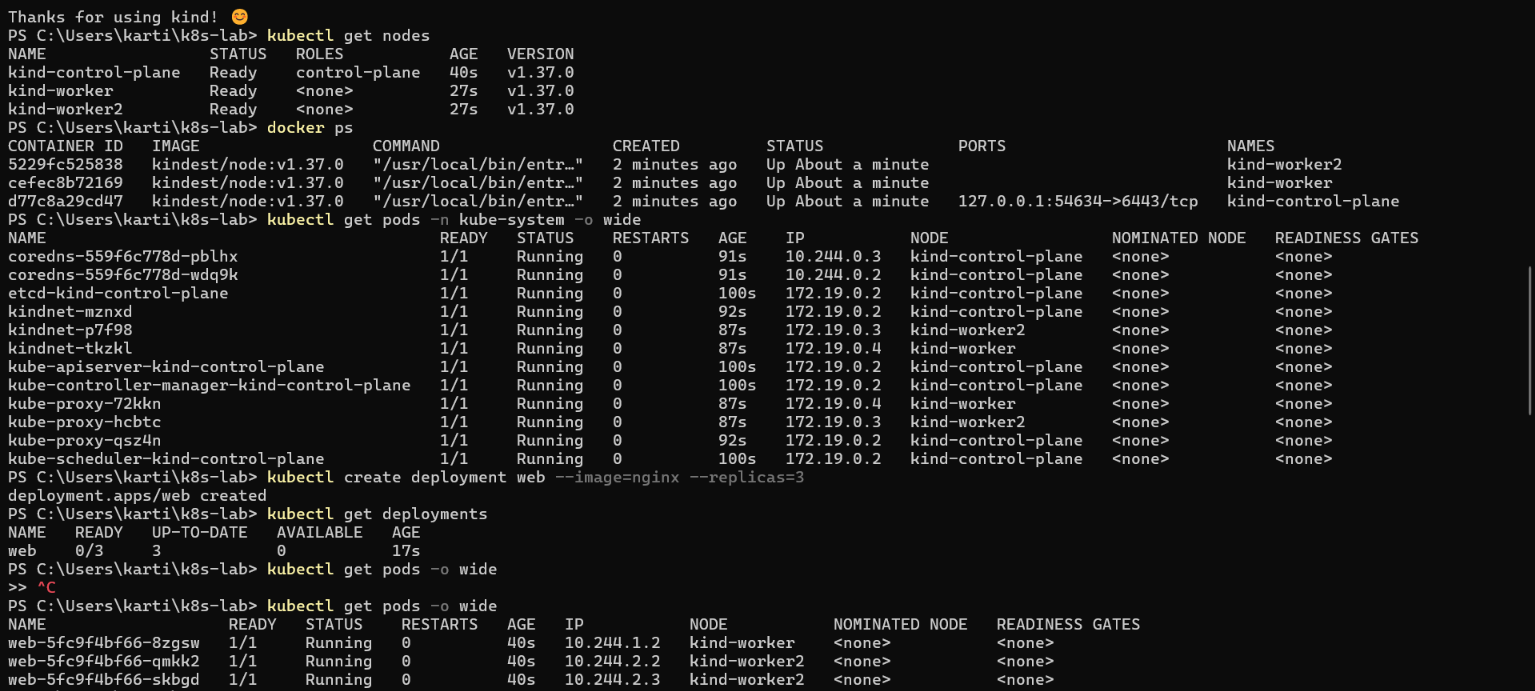 Thanks for using kind! 😊
PS C:\Users\karti\k8s-lab> kubectl get nodes
NAME                 STATUS   ROLES           AGE   VERSION
kind-control-plane   Ready    control-plane   40s   v1.37.0
kind-worker          Ready    <none>          27s   v1.37.0
kind-worker2         Ready    <none>          27s   v1.37.0
PS C:\Users\karti\k8s-lab> docker ps
CONTAINER ID   IMAGE                  COMMAND                  CREATED         STATUS              PORTS                       NAMES
5229fc525838   kindest/node:v1.37.0   "/usr/local/bin/entr…"   2 minutes ago   Up About a minute                               kind-worker2
cefec8b72169   kindest/node:v1.37.0   "/usr/local/bin/entr…"   2 minutes ago   Up About a minute                               kind-worker
d77c8a29cd47   kindest/node:v1.37.0   "/usr/local/bin/entr…"   2 minutes ago   Up About a minute   127.0.0.1:54634->6443/tcp   kind-control-plane
PS C:\Users\karti\k8s-lab> kubectl get pods -n kube-system -o wide
NAME                                         READY   STATUS    RESTARTS   AGE    IP           NODE                 NOMINATED NODE   READINESS GATES
coredns-559f6c778d-pblhx                     1/1     Running   0          91s    10.244.0.3   kind-control-plane   <none>           <none>
coredns-559f6c778d-wdq9k                     1/1     Running   0          91s    10.244.0.2   kind-control-plane   <none>           <none>
etcd-kind-control-plane                      1/1     Running   0          100s   172.19.0.2   kind-control-plane   <none>           <none>
kindnet-mznxd                                1/1     Running   0          92s    172.19.0.2   kind-control-plane   <none>           <none>
kindnet-p7f98                                1/1     Running   0          87s    172.19.0.3   kind-worker2         <none>           <none>
kindnet-tkzkl                                1/1     Running   0          87s    172.19.0.4   kind-worker          <none>           <none>
kube-apiserver-kind-control-plane            1/1     Running   0          100s   172.19.0.2   kind-control-plane   <none>           <none>
kube-controller-manager-kind-control-plane   1/1     Running   0          100s   172.19.0.2   kind-control-plane   <none>           <none>
kube-proxy-72kkn                             1/1     Running   0          87s    172.19.0.4   kind-worker          <none>           <none>
kube-proxy-hcbtc                             1/1     Running   0          87s    172.19.0.3   kind-worker2         <none>           <none>
kube-proxy-qsz4n                             1/1     Running   0          92s    172.19.0.2   kind-control-plane   <none>           <none>
kube-scheduler-kind-control-plane            1/1     Running   0          100s   172.19.0.2   kind-control-plane   <none>           <none>
PS C:\Users\karti\k8s-lab> kubectl create deployment web --image=nginx --replicas=3
deployment.apps/web created
PS C:\Users\karti\k8s-lab> kubectl get deployments
NAME   READY   UP-TO-DATE   AVAILABLE   AGE
web    0/3     3            0           17s
PS C:\Users\karti\k8s-lab> kubectl get pods -o wide
>> ^C
PS C:\Users\karti\k8s-lab> kubectl get pods -o wide
NAME                   READY   STATUS    RESTARTS   AGE   IP           NODE           NOMINATED NODE   READINESS GATES
web-5fc9f4bf66-8zgsw   1/1     Running   0          40s   10.244.1.2   kind-worker    <none>           <none>
web-5fc9f4bf66-qmkk2   1/1     Running   0          40s   10.244.2.2   kind-worker2   <none>           <none>
web-5fc9f4bf66-skbgd   1/1     Running   0          40s   10.244.2.3   kind-worker2   <none>           <none>